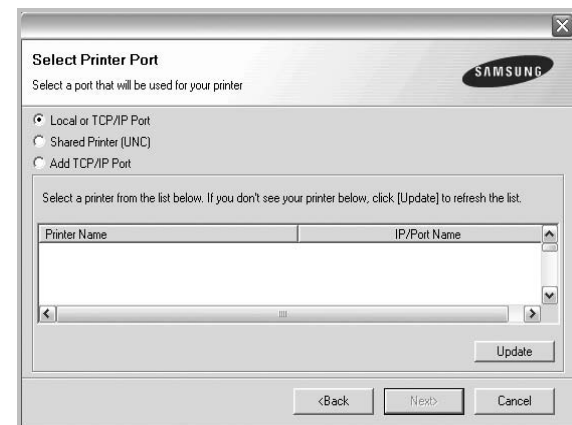 Select Printer Port
SAMSUNG
Select a port that will be used for your printer
Local or TCP/IP Port
Shared Printer (UNC)
Add TCP/IP Port
Select a printer from the list below. If you don't see your printer below, click [Update] to refresh the list.
Printer Name IP/Port Name
Update
<Back Next> Cancel